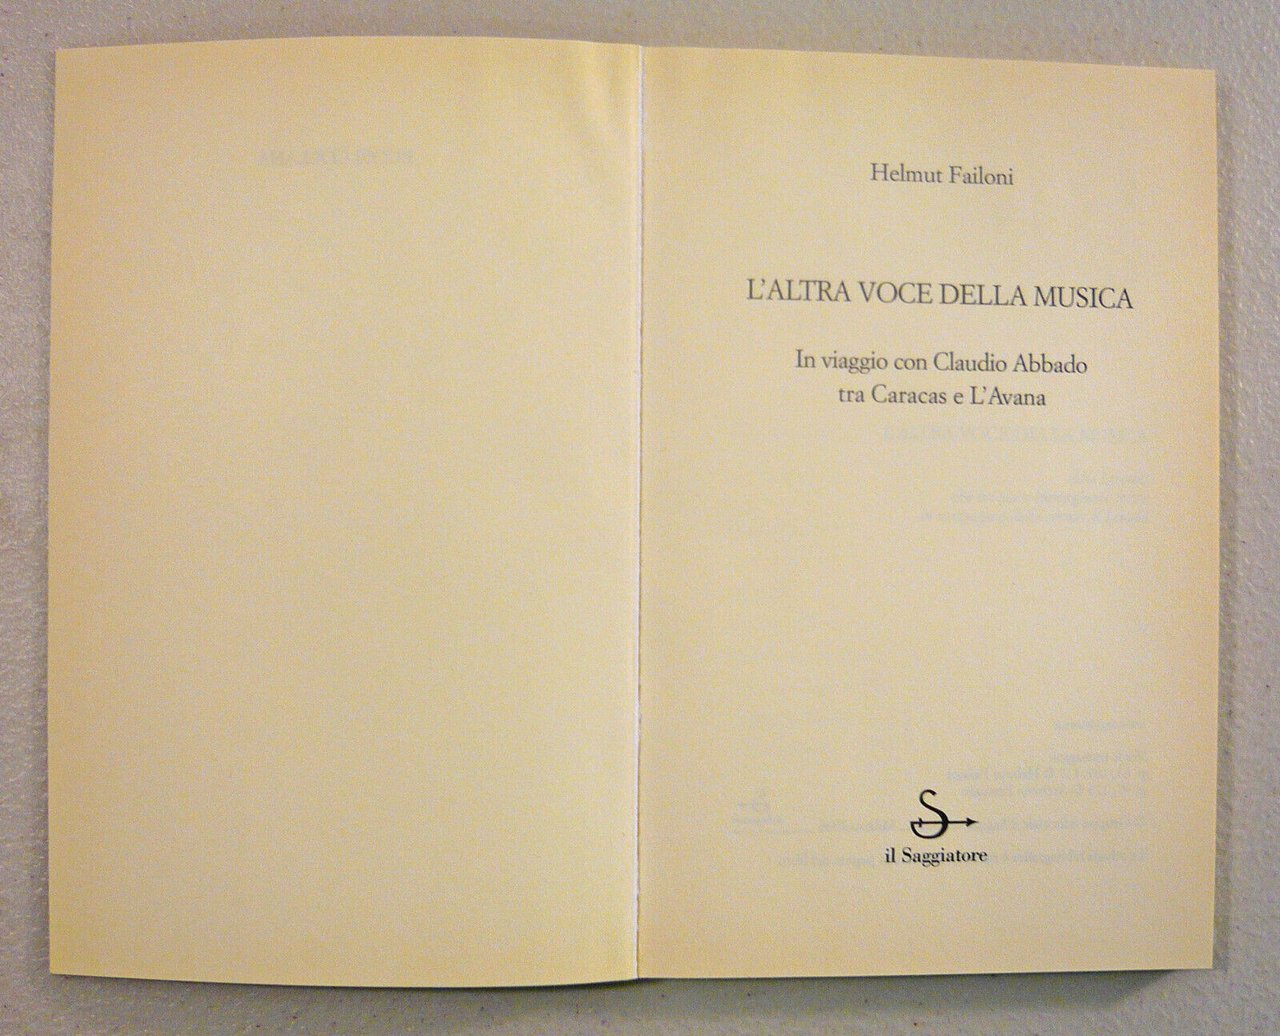 Helmut Failoni
L'ALTRA VOCE DELLA MUSICA
In viaggio con Claudio Abbado
tra Caracas e L'Avana
il Saggiatore